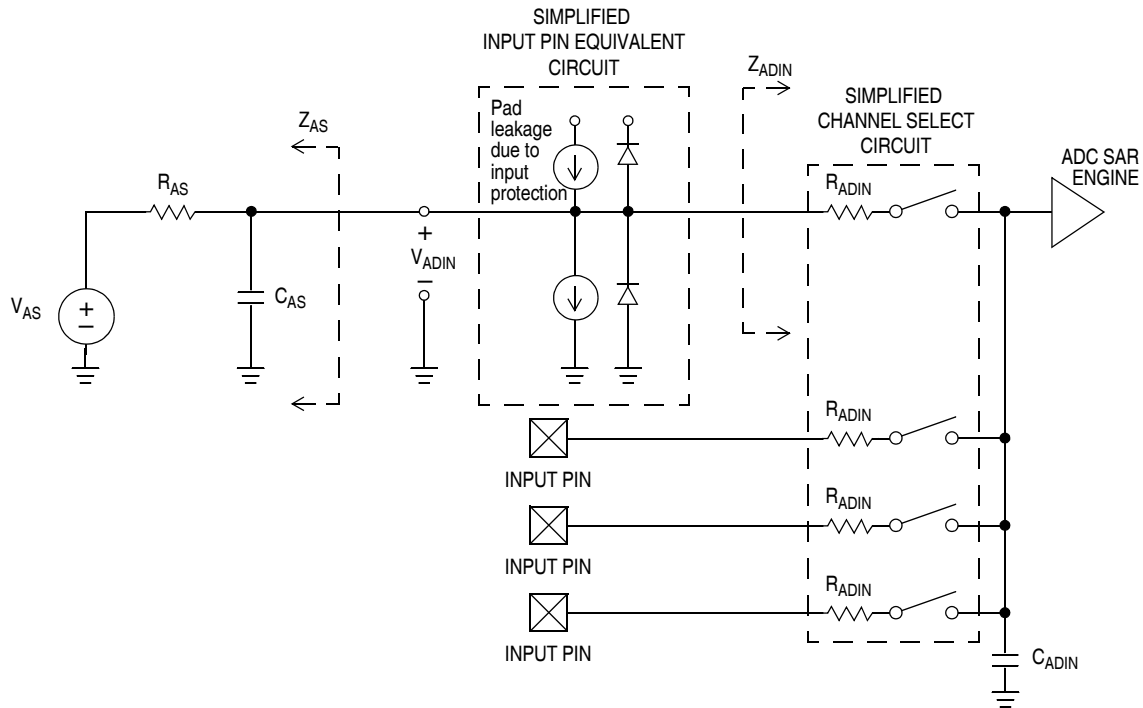 SIMPLIFIED
INPUT PIN EQUIVALENT
CIRCUIT
Z_ADIN
SIMPLIFIED
CHANNEL SELECT
CIRCUIT
Pad
leakage
due to
input
protection
Z_AS
ADC SAR
ENGINE
R_AS
R_ADIN
+
V_ADIN
−
V_AS
+
−
C_AS
R_ADIN
INPUT PIN
R_ADIN
INPUT PIN
R_ADIN
INPUT PIN
C_ADIN